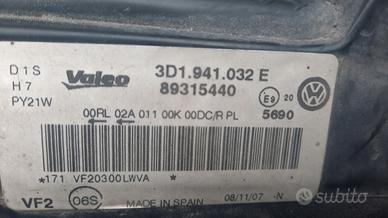 D1S
H7
PY21W
Valeo
3D1.941.032 E
89315440
E9 20
00RL 02A 011 00K 00DC/R PL 5690
*171 VF20300LWVA *
VF2 06S MADE IN SPAIN 08/11/07 -N
subito